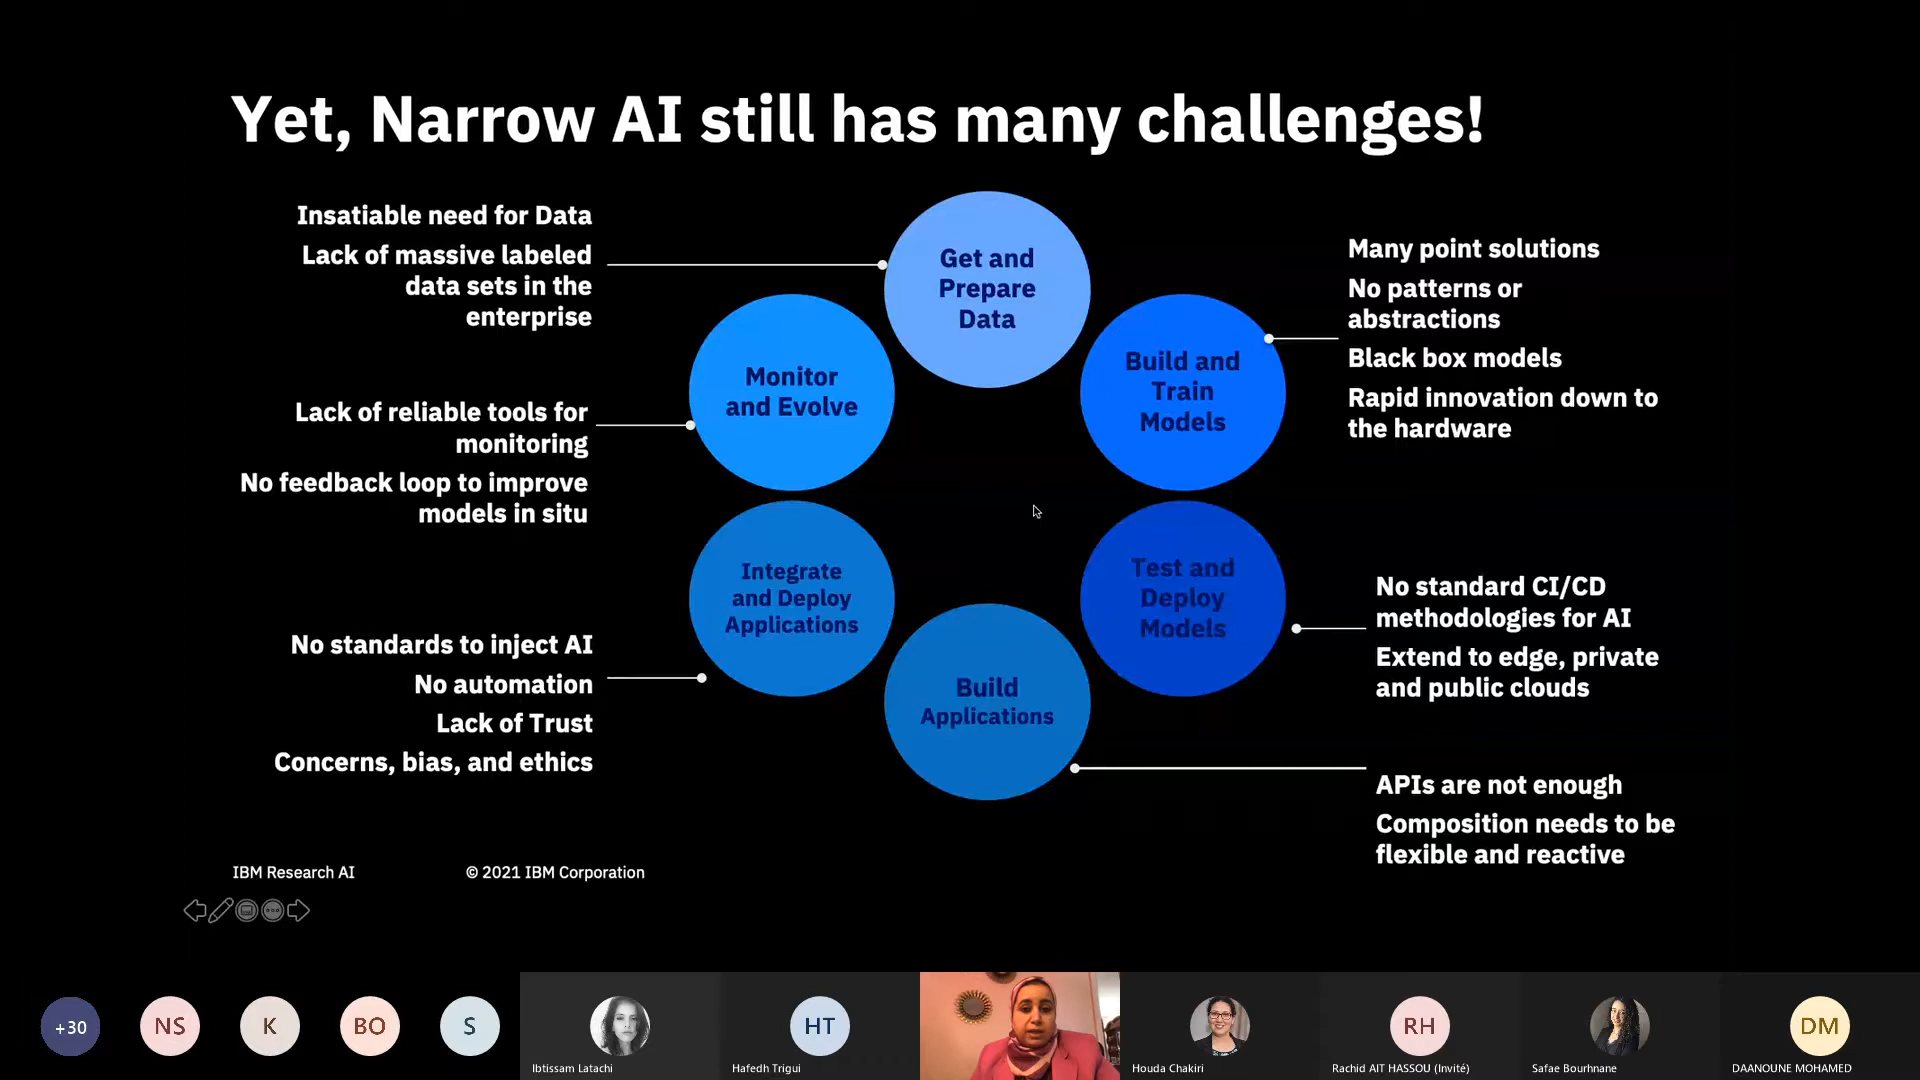 Yet, Narrow AI still has many challenges!
Insatiable need for Data
Lack of massive labeled
data sets in the
enterprise
Get and
Prepare
Data
Many point solutions
No patterns or
abstractions
Black box models
Rapid innovation down to
the hardware
Build and
Train
Models
Monitor
and Evolve
Lack of reliable tools for
monitoring
No feedback loop to improve
models in situ
Integrate
and Deploy
Applications
Test and
Deploy
Models
No standard CI/CD
methodologies for AI
Extend to edge, private
and public clouds
No standards to inject AI
No automation
Lack of Trust
Concerns, bias, and ethics
Build
Applications
APIs are not enough
Composition needs to be
flexible and reactive
IBM Research AI
© 2021 IBM Corporation
+30
NS
K
BO
S
Ibtissam Latachi
HT
Hafedh Trigui
Houda Chakiri
RH
Rachid AIT HASSOU (Invité)
Safae Bourhnane
DM
DAANOUNE MOHAMED